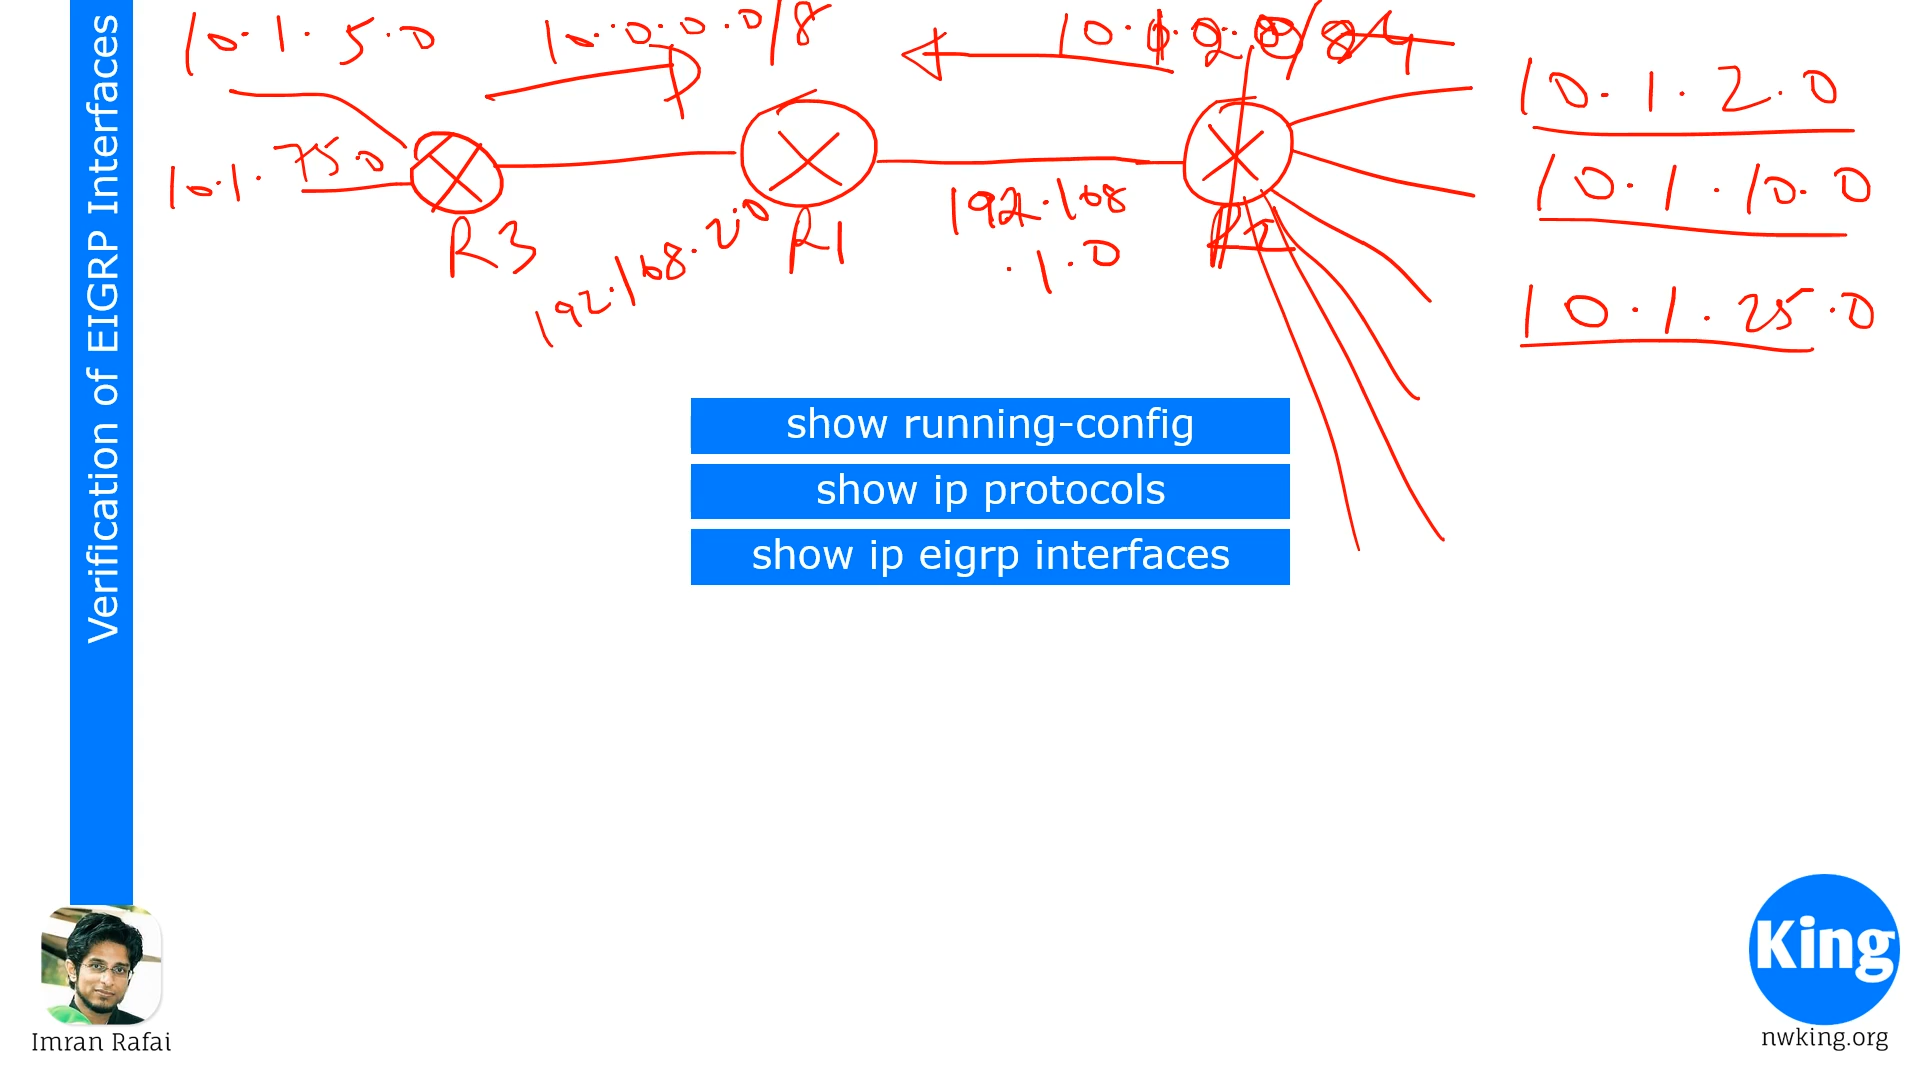 Verification of EIGRP Interfaces
10.1.5.0
10.0.0.0/8
10.1.2.0
10.1.75.0
10.1.10.0
R3
R1
192.168.2.0
192.168
.1.0
R2
10.1.25.0
show running-config
show ip protocols
show ip eigrp interfaces
Imran Rafai
King
nwking.org